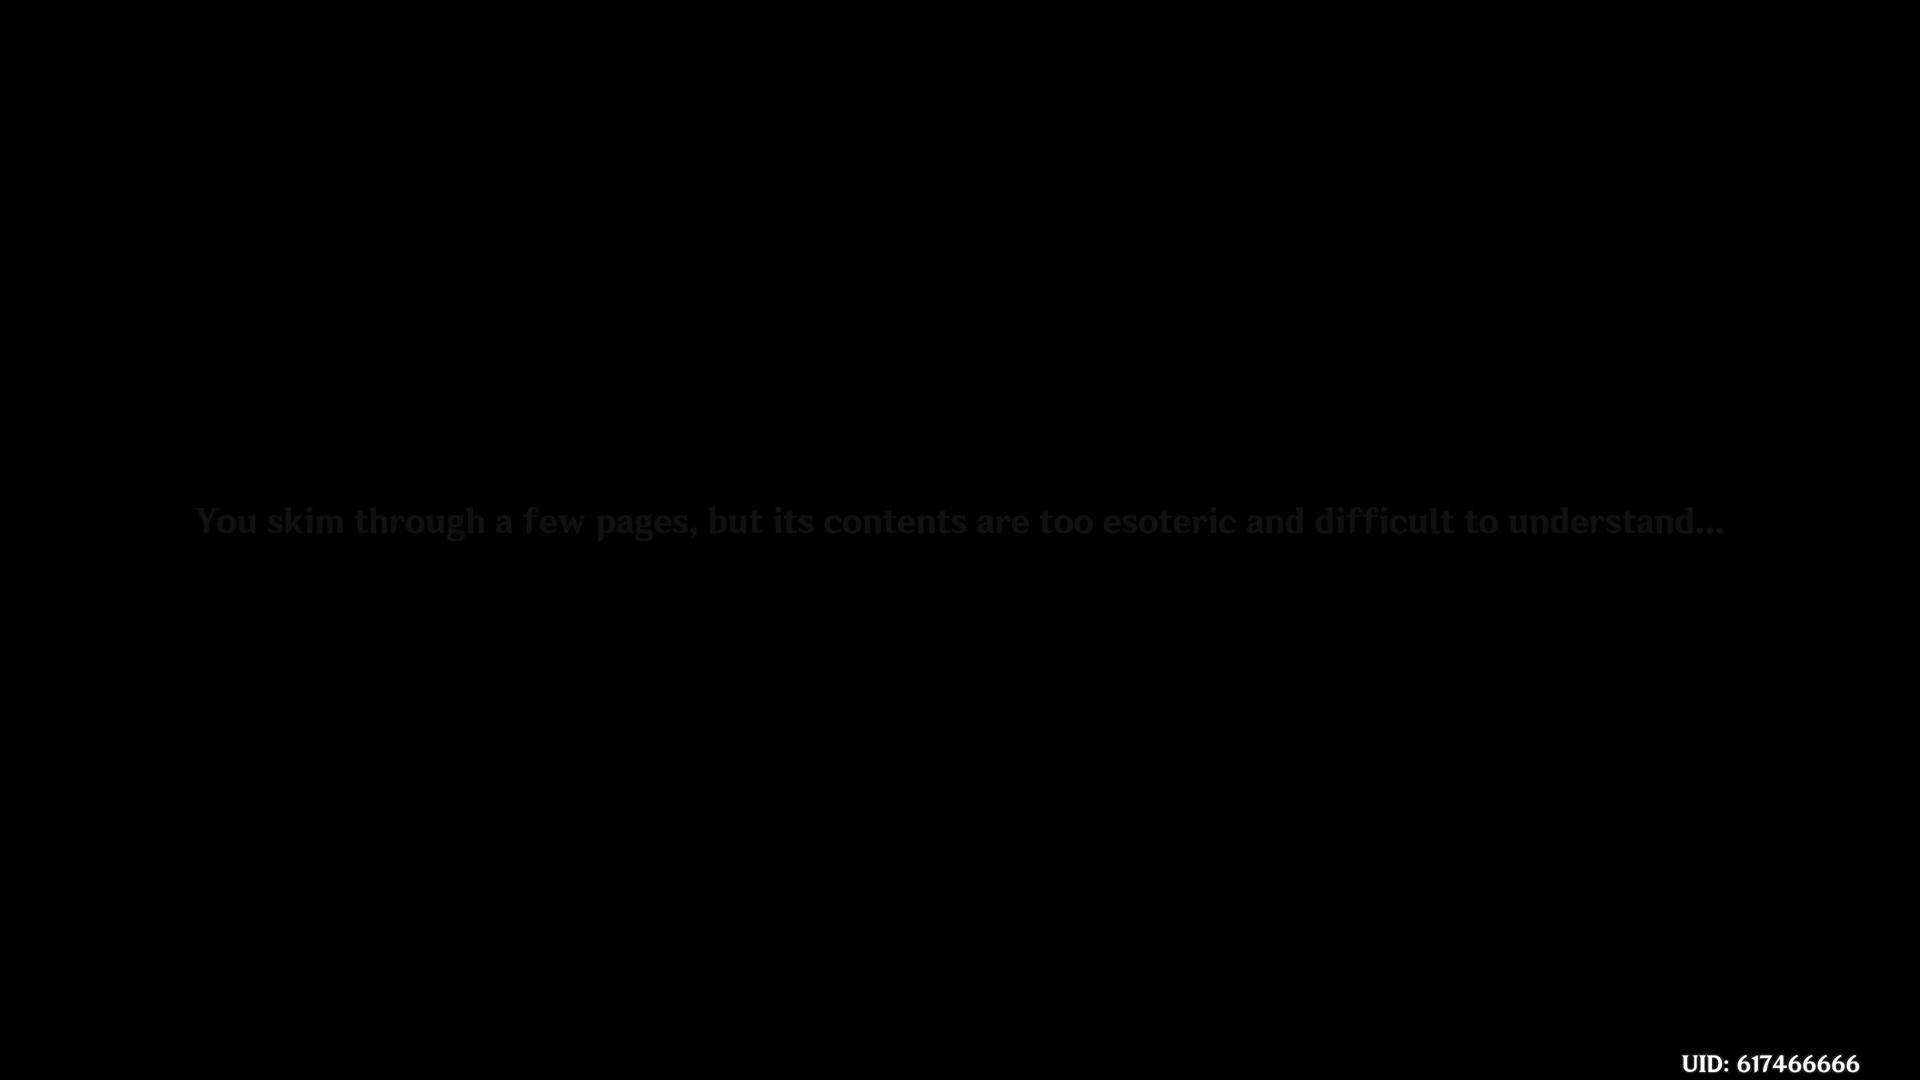 You skim through a few pages, but its contents are too esoteric and difficult to understand...
UID: 617466666